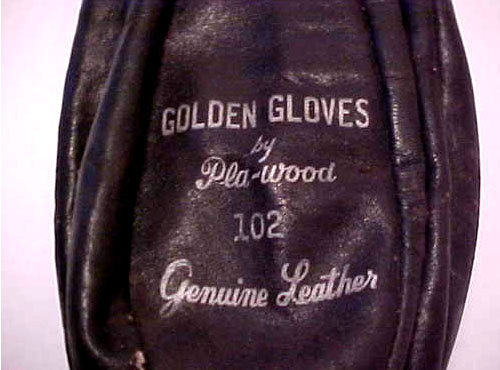 GOLDEN GLOVES
by
Pla-wood
102
Genuine Leather